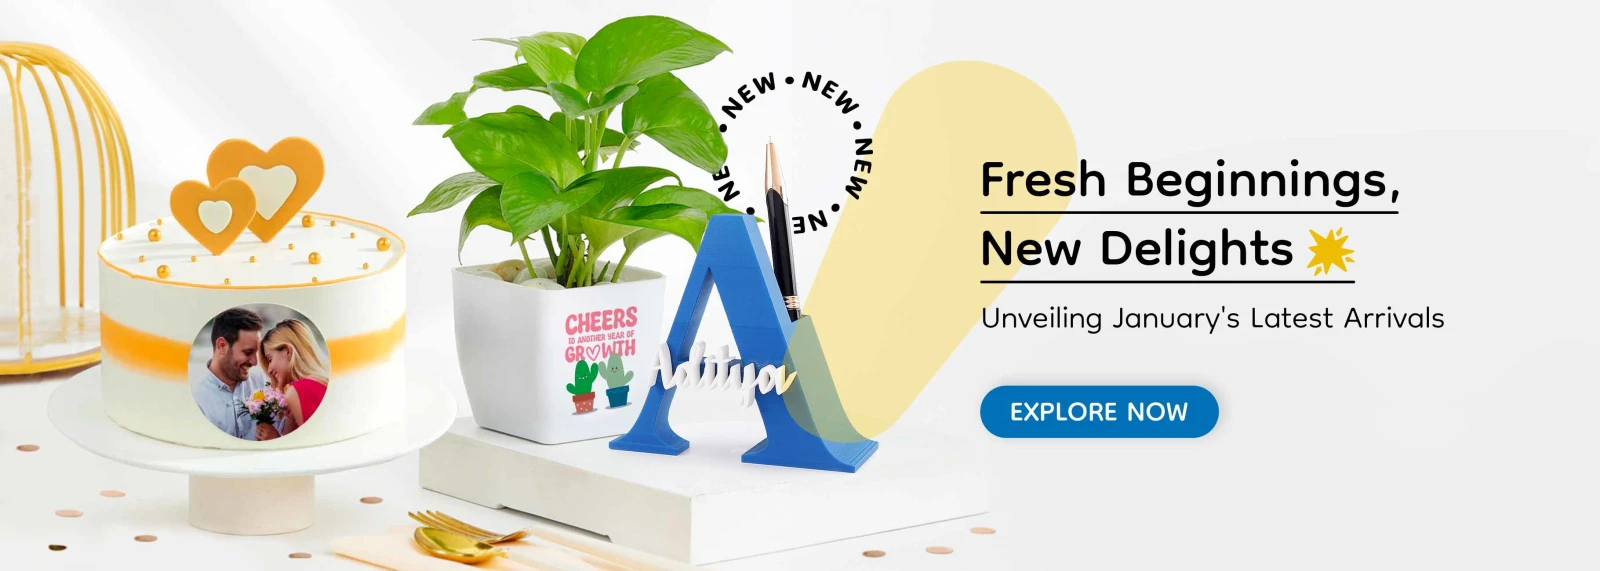 NEW • NEW • NEW • NE • NE
CHEERS
TO ANOTHER YEAR OF
GROWTH
Aditya
A
Fresh Beginnings,
New Delights
Unveiling January's Latest Arrivals
EXPLORE NOW